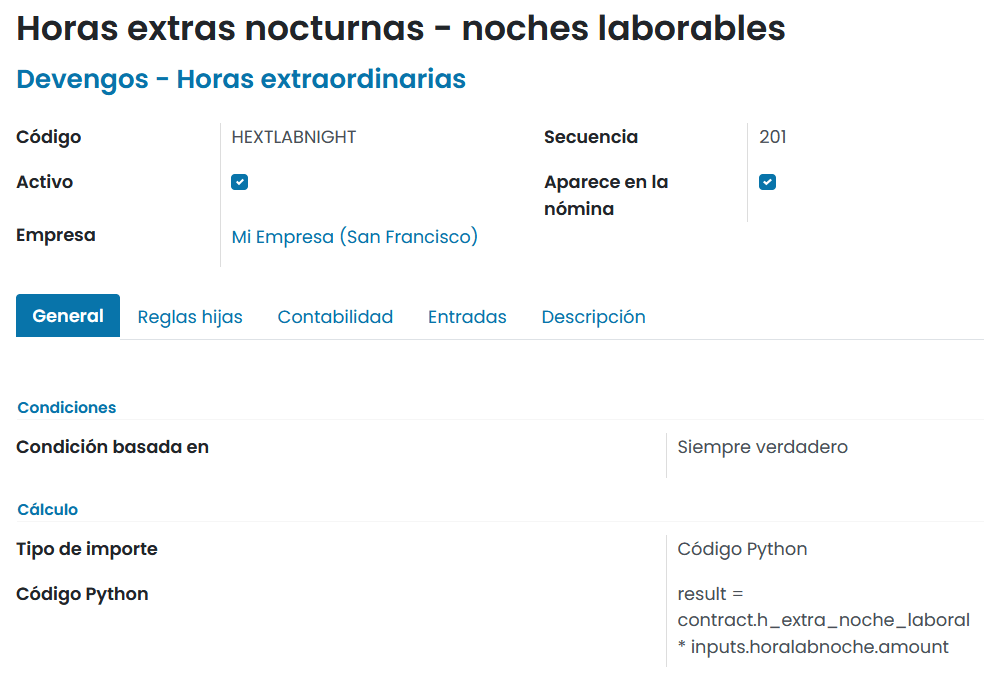 Horas extras nocturnas - noches laborables
Devengos - Horas extraordinarias
Código
HEXTLABNIGHT
Secuencia
201
Activo
Aparece en la
nómina
Empresa
Mi Empresa (San Francisco)
General
Reglas hijas
Contabilidad
Entradas
Descripción
Condiciones
Condición basada en
Siempre verdadero
Cálculo
Tipo de importe
Código Python
Código Python
result =
contract.h_extra_noche_laboral
* inputs.horalabnoche.amount